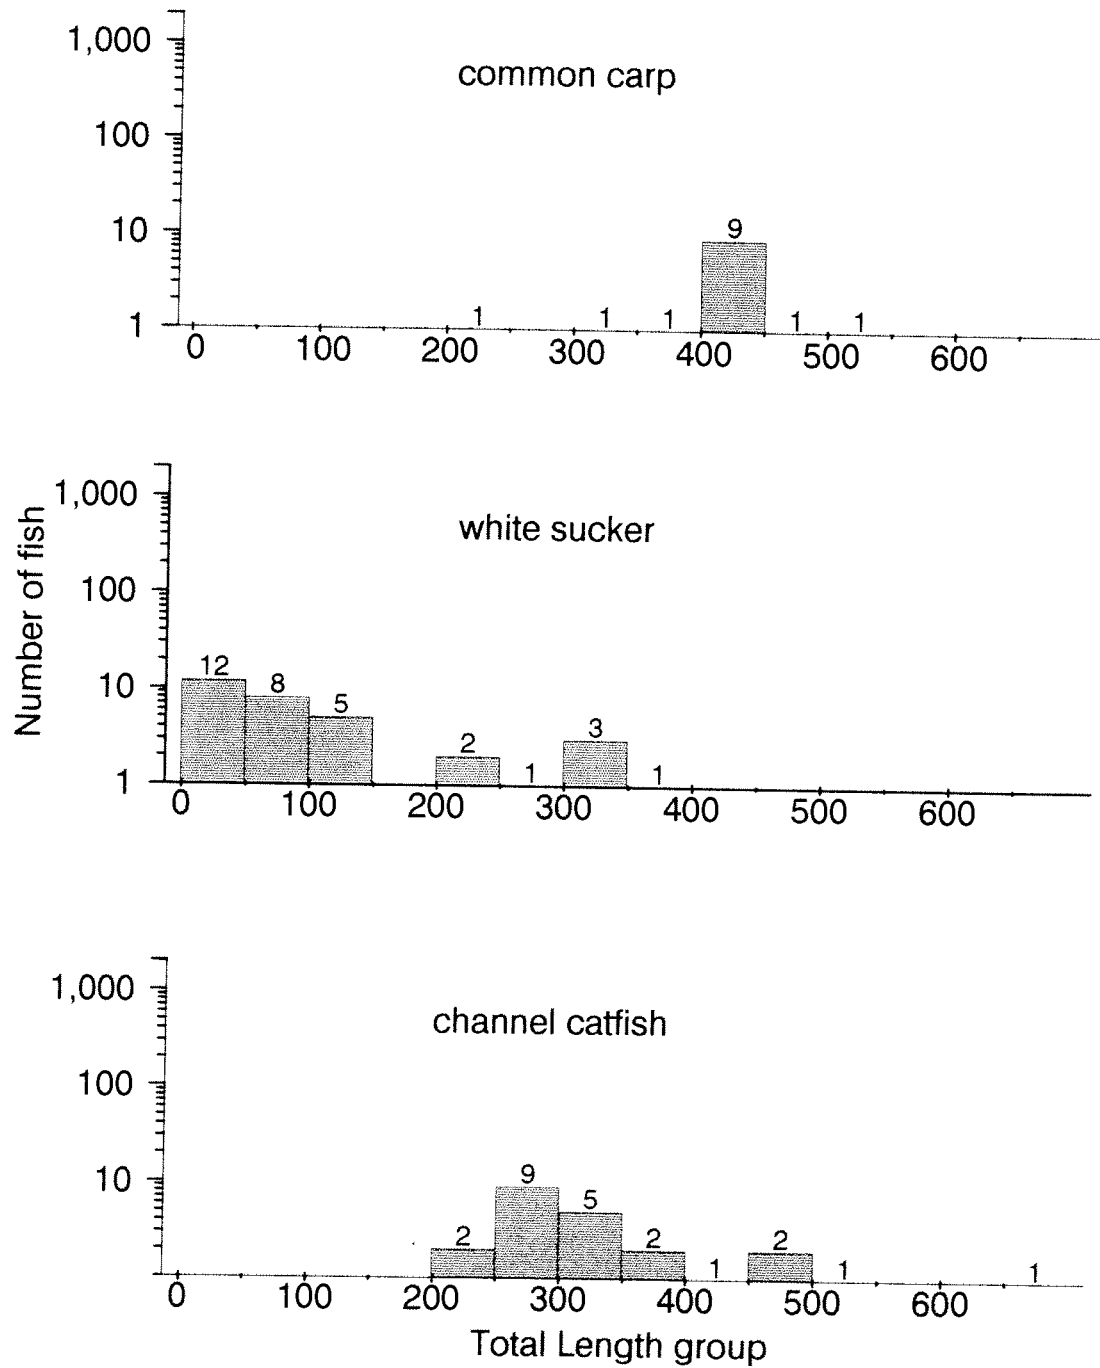 1,000
common carp
100
10
9
1 1 1 1 1
1
0 100 200 300 400 500 600
Number of fish
1,000
white sucker
100
12
10
8
5
2 1 3 1
1
0 100 200 300 400 500 600
1,000
channel catfish
100
10
9
2 5 2 1 2 1 1
0 100 200 300 400 500 600
Total Length group